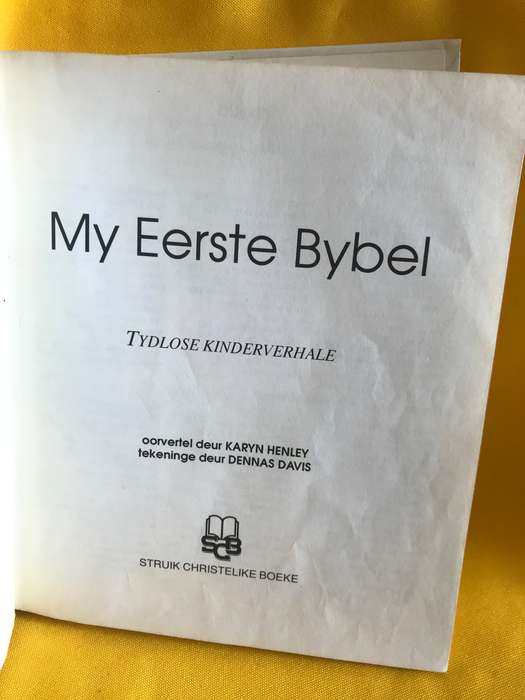 My Eerste Bybel
TYDLOSE KINDERVERHALE
oorvertel deur KARYN HENLEY
tekeninge deur DENNAS DAVIS
SCB
STRUIK CHRISTELIKE BOEKE